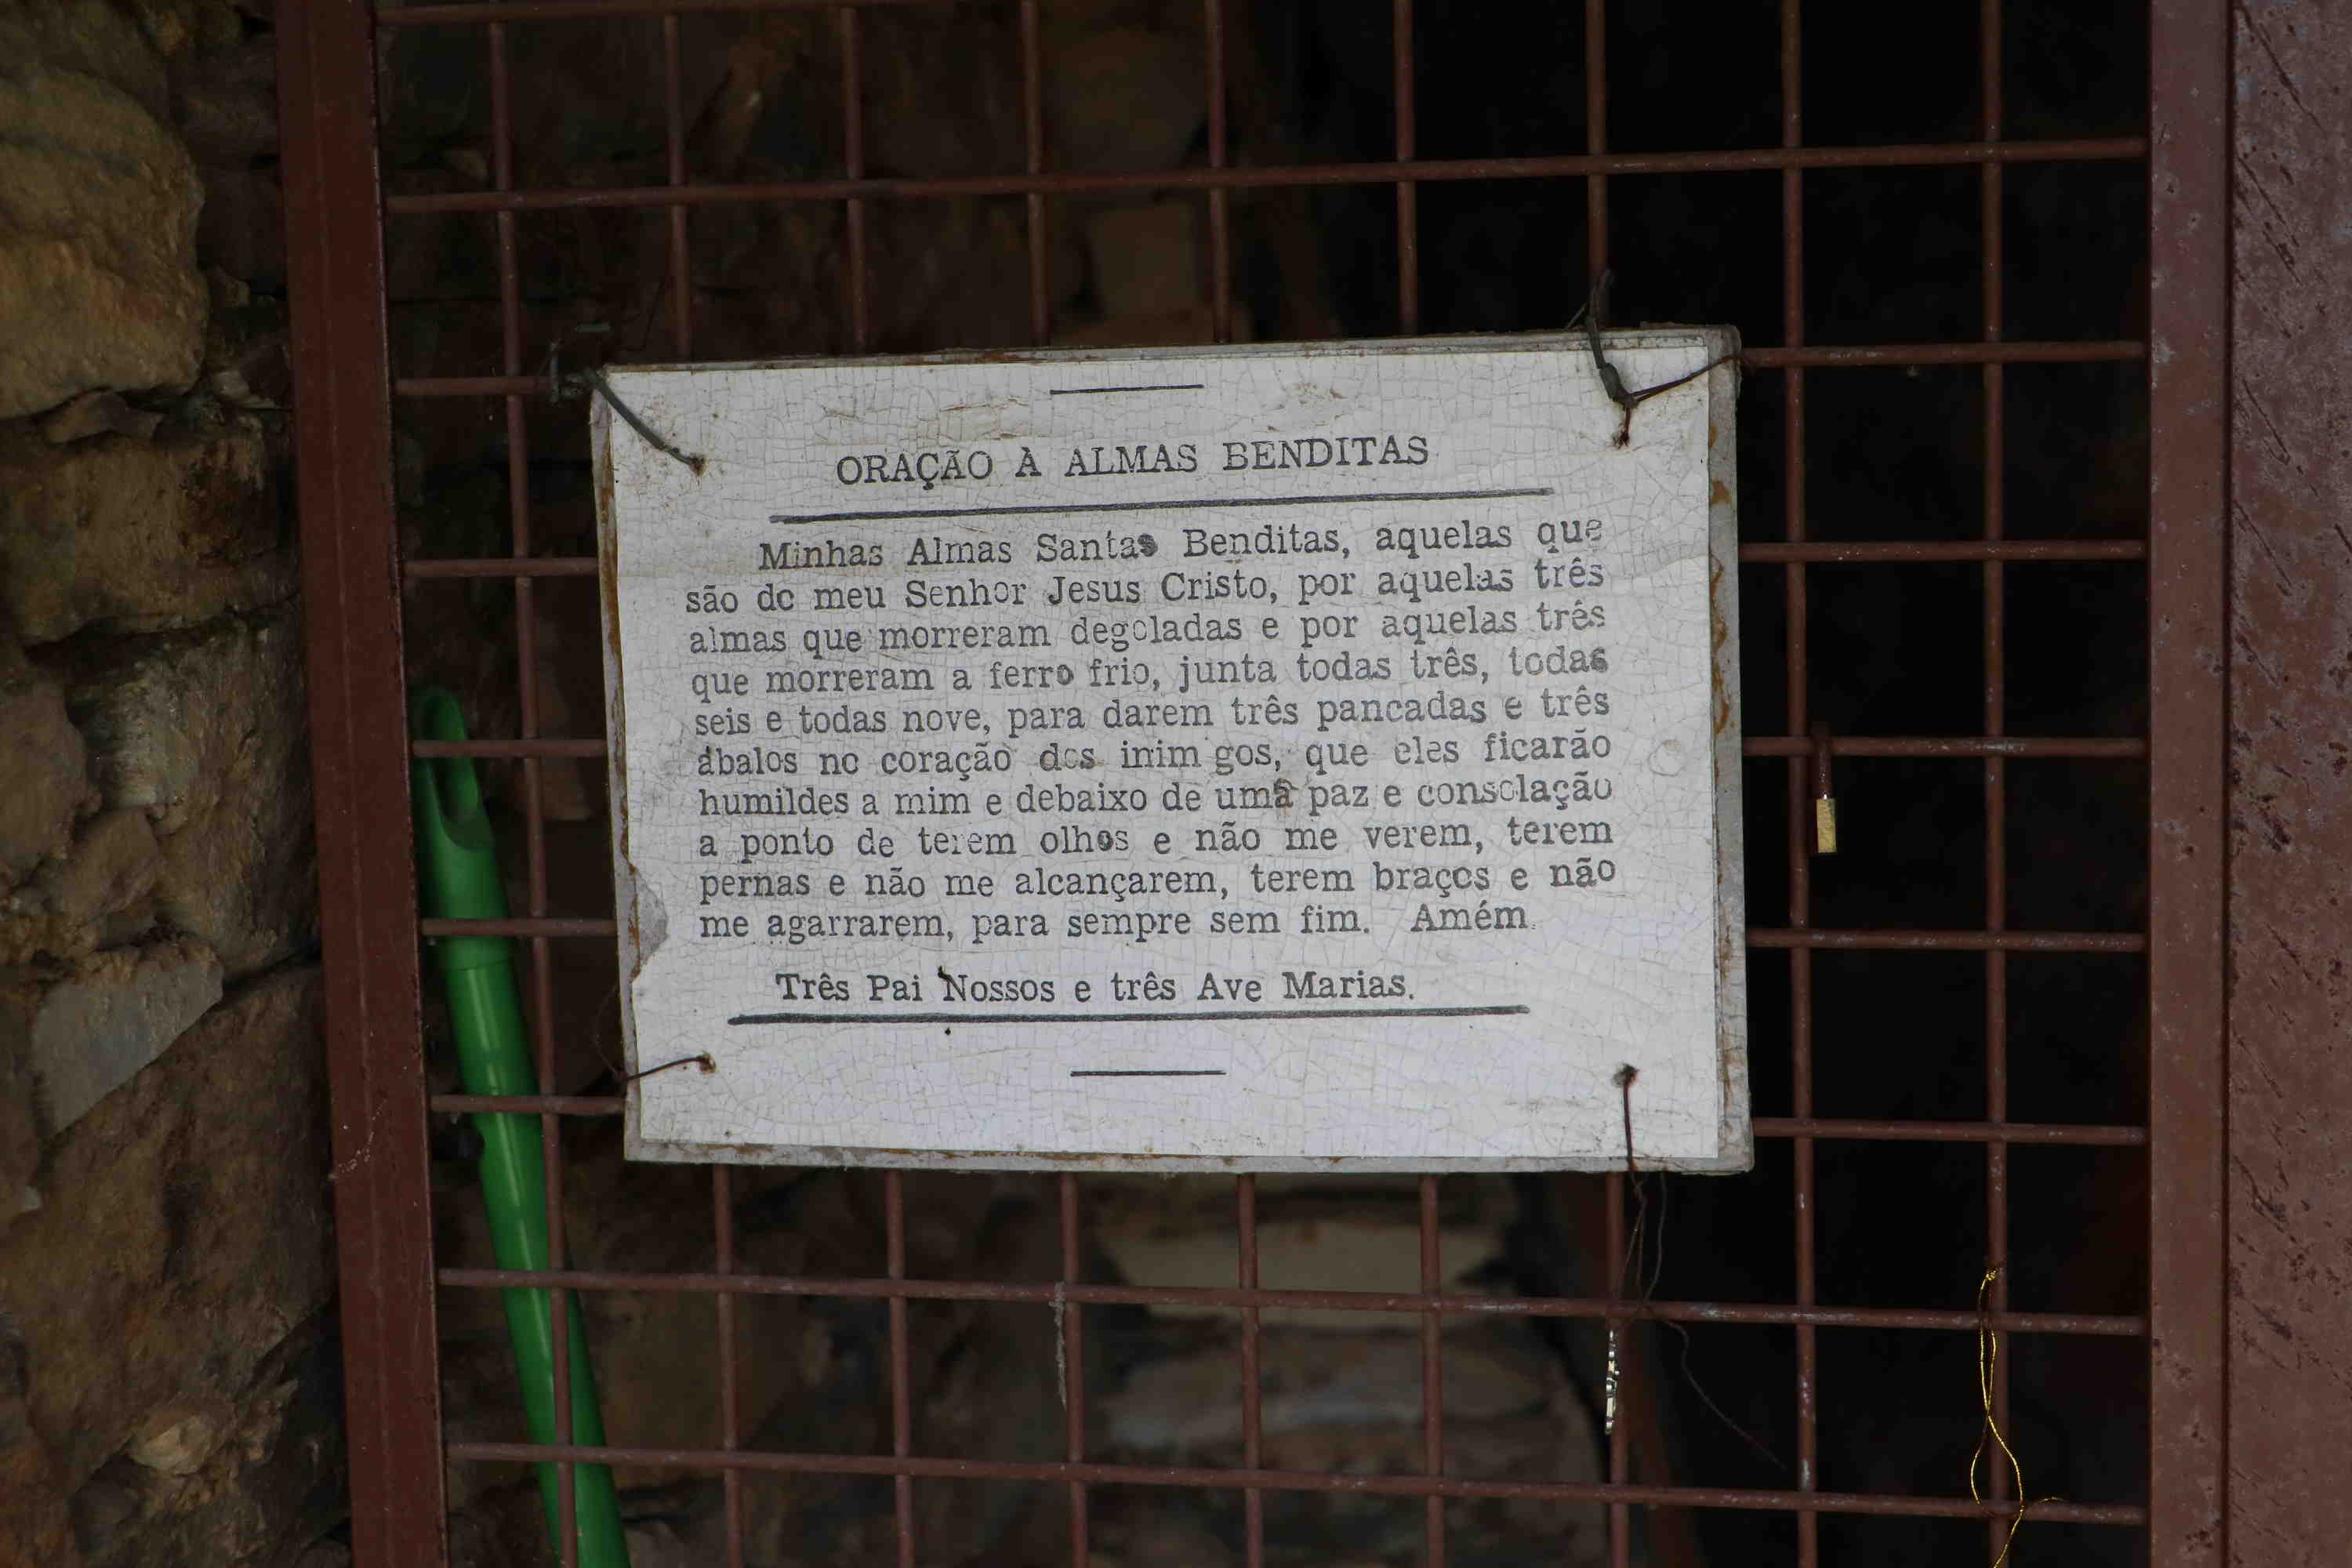 ORAÇÃO À ALMAS BENDITAS
Minhas Almas Santas Benditas, aquelas que
são do meu Senhor Jesus Cristo, por aquelas três
almas que morreram degoladas e por aquelas três
que morreram a ferro frio, junta todas três, todas
seis e todas nove, para darem três pancadas e três
ábalos no coração dos inimigos, que eles ficarão
humildes a mim e debaixo de uma paz e consolação
a ponto de terem olhos e não me verem, terem
pernas e não me alcançarem, terem braços e não
me agarrarem, para sempre sem fim. Amém.
Três Pai Nossos e três Ave Marias.